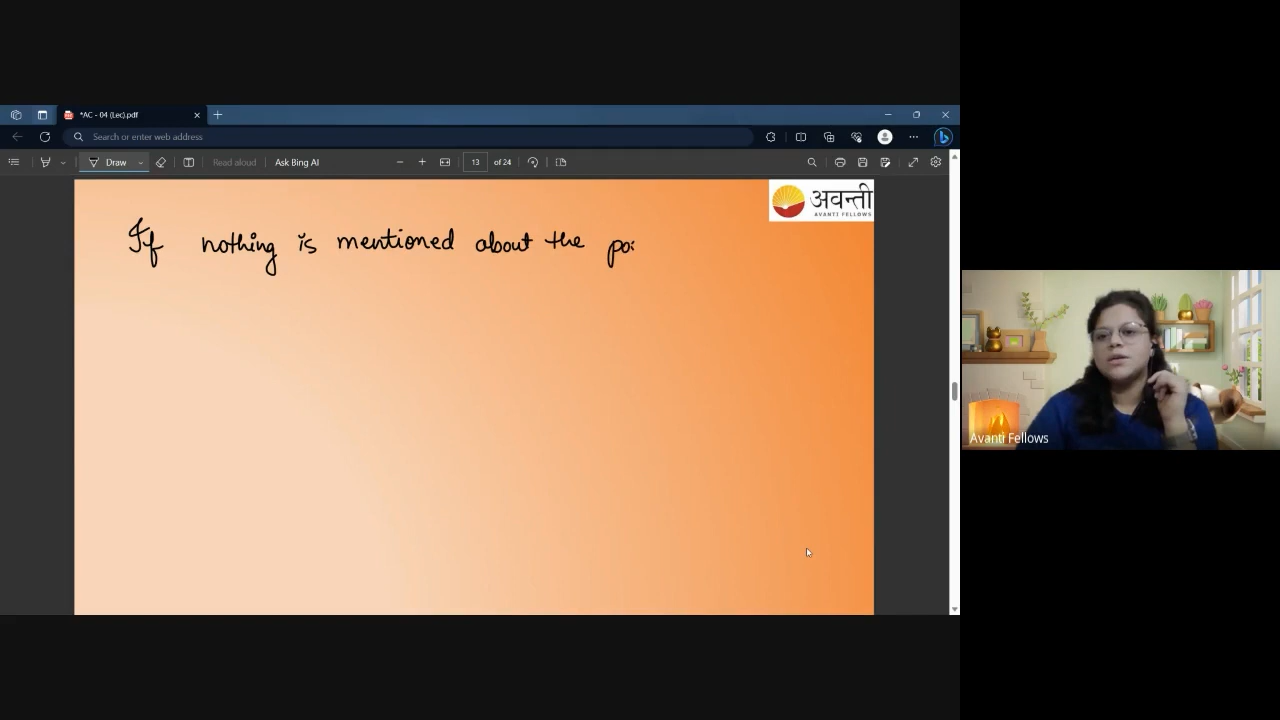 *AC - 04 (Lec).pdf
Search or enter web address
Draw
Read aloud
Ask Bing AI
13
of 24
अवन्ती
AVANTI FELLOWS
If nothing is mentioned about the poi
Avanti Fellows